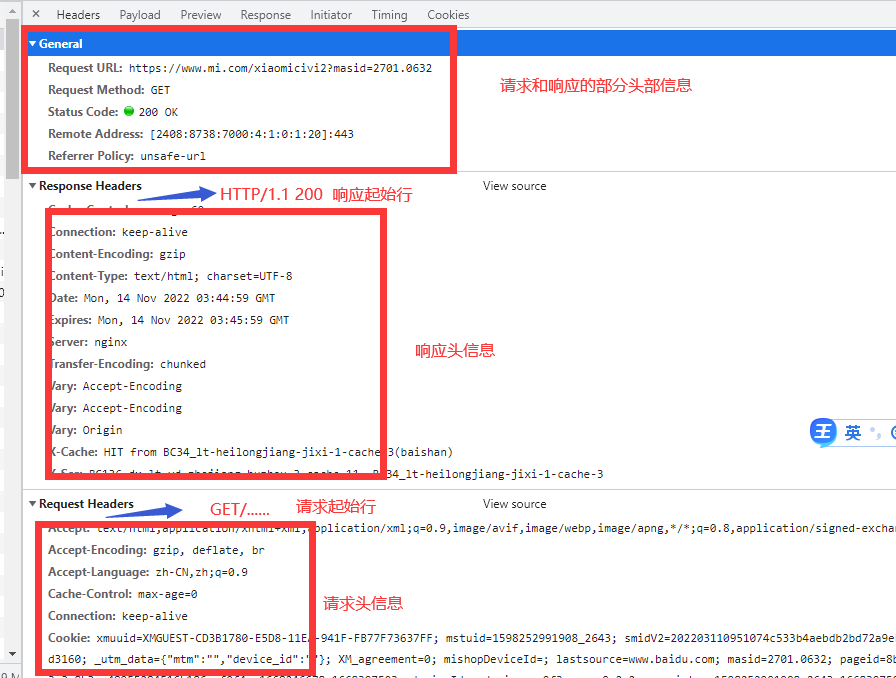 × Headers Payload Preview Response Initiator Timing Cookies
General
Request URL: https://www.mi.com/xiaomicivi2?masid=2701.0632
请求和响应的部分头部信息
Request Method: GET
Status Code: 200 OK
Remote Address: [2408:8738:7000:4:1:0:1:20]:443
Referrer Policy: unsafe-url
Response Headers View source
HTTP/1.1 200 响应起始行
Connection: keep-alive
Content-Encoding: gzip
Content-Type: text/html; charset=UTF-8
Date: Mon, 14 Nov 2022 03:44:59 GMT
Expires: Mon, 14 Nov 2022 03:45:59 GMT
Server: nginx
响应头信息
Transfer-Encoding: chunked
Vary: Accept-Encoding
Vary: Accept-Encoding
Vary: Origin
王 英
X-Cache: HIT from BC34_lt-heilongjiang-jixi-1-cache-3(baishan)
BC34_lt-heilongjiang-jixi-1-cache-3
Request Headers View source
GET/...... 请求起始行
Accept: text/html,application/xhtml+xml,application/xml;q=0.9,image/avif,image/webp,image/apng,*/*;q=0.8,application/signed-exchan
Accept-Encoding: gzip, deflate, br
Accept-Language: zh-CN,zh;q=0.9
Cache-Control: max-age=0
请求头信息
Connection: keep-alive
Cookie: xmuuid=XMGUEST-CD3B1780-E5D8-11EA-941F-FB77F73637FF; mstuid=1598252991908_2643; smidV2=202203110951074c533b4aebdb2bd72a9e
d3160; _utm_data={"mtm":"","device_id":""}; XM_agreement=0; mishopDeviceId=; lastsource=www.baidu.com; masid=2701.0632; pageid=8b